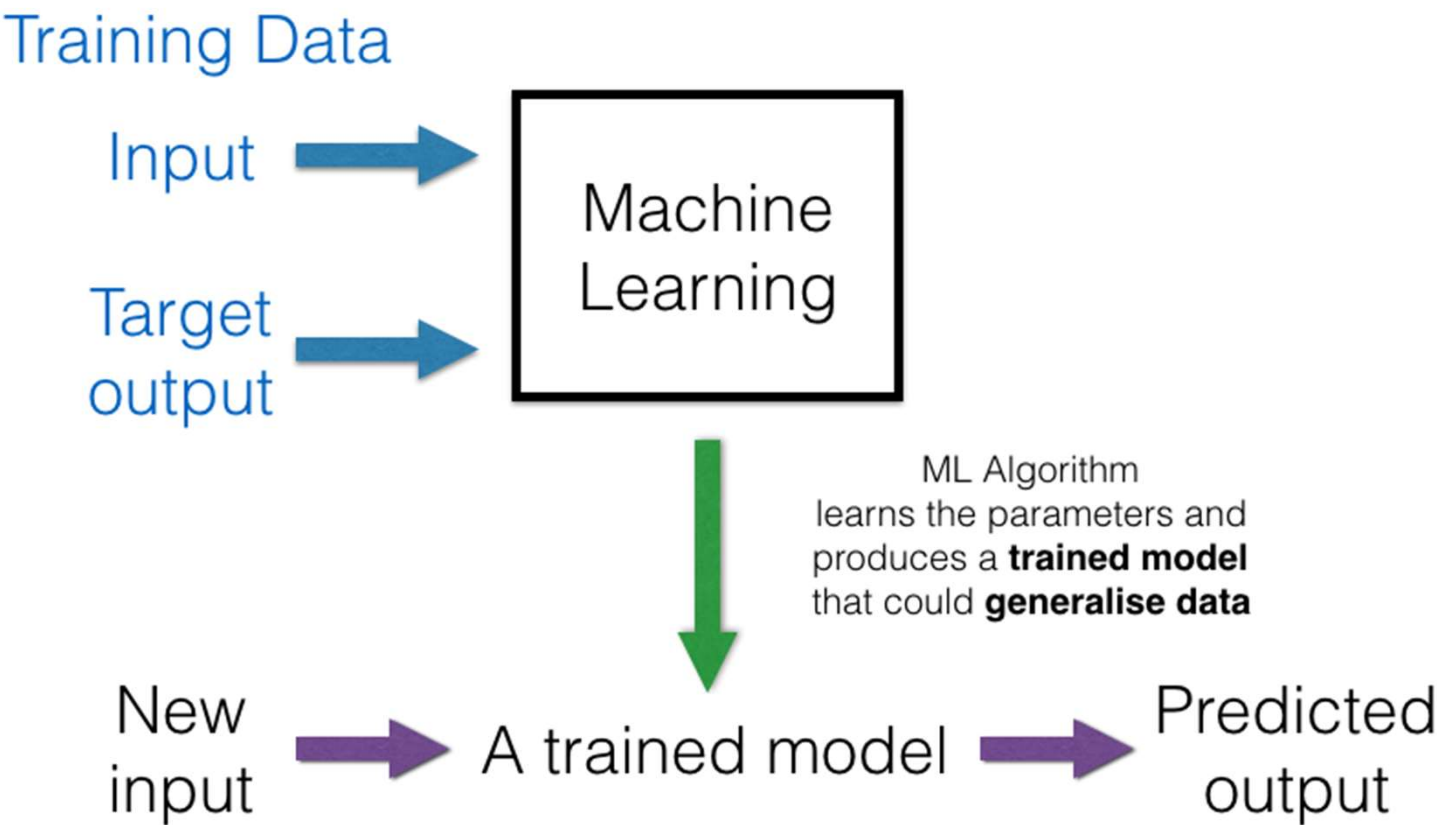 Training Data
Input
Target
output
Machine
Learning
ML Algorithm
learns the parameters and
produces a trained model
that could generalise data
New
input
A trained model
Predicted
output